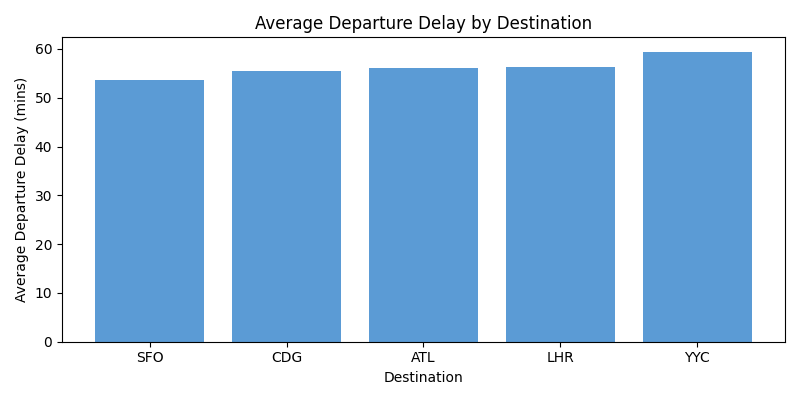 Average Departure Delay by Destination
Average Departure Delay (mins)
60
50
40
30
20
10
0
SFO CDG ATL LHR YYC
Destination